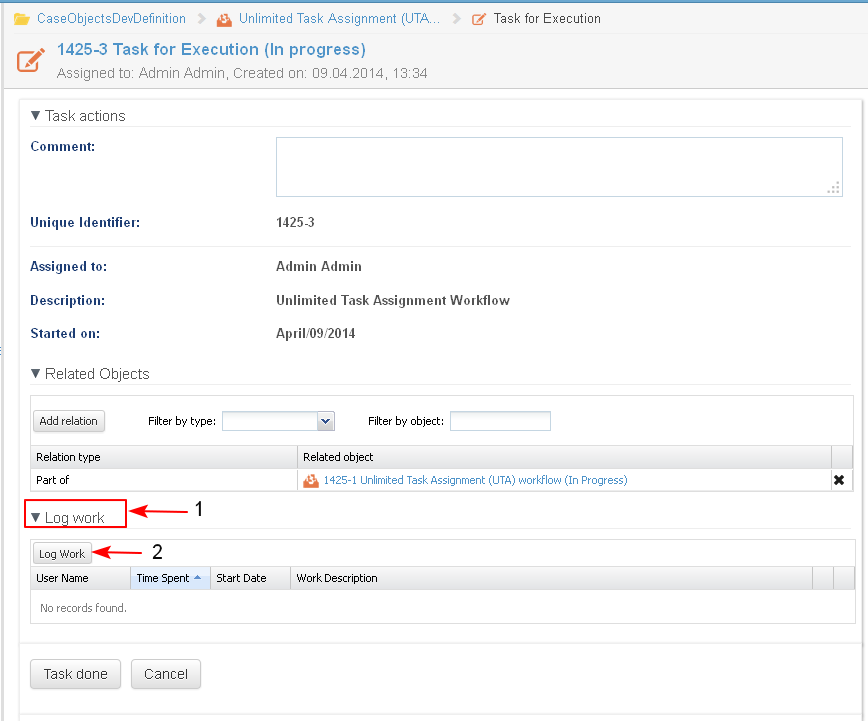 CaseObjectsDevDefinition Unlimited Task Assignment (UTA... Task for Execution
1425-3 Task for Execution (In progress)
Assigned to: Admin Admin, Created on: 09.04.2014, 13:34
Task actions
Comment:
Unique Identifier: 1425-3
Assigned to: Admin Admin
Description: Unlimited Task Assignment Workflow
Started on: April/09/2014
Related Objects
Add relation Filter by type: Filter by object:
Relation type Related object
Part of 1425-1 Unlimited Task Assignment (UTA) workflow (In Progress)
Log work 1
Log Work 2
User Name Time Spent Start Date Work Description
No records found.
Task done Cancel